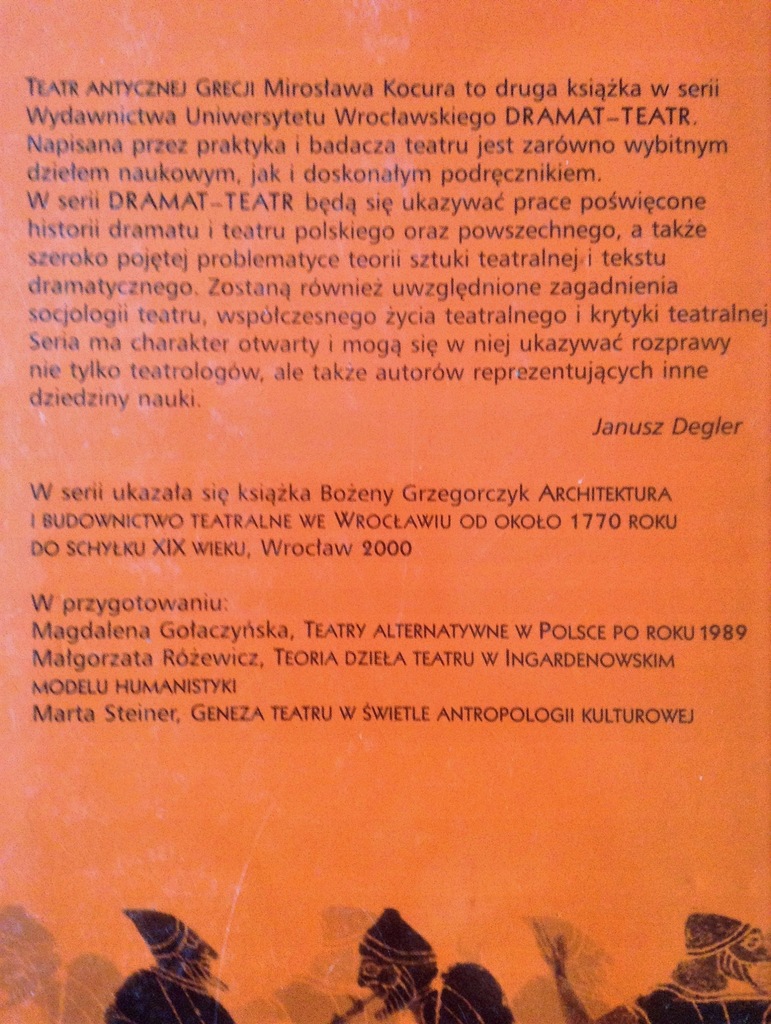 TEATR ANTYCZNEJ GRECJI Mirosława Kocura to druga książka w serii
Wydawnictwa Uniwersytetu Wrocławskiego DRAMAT–TEATR.
Napisana przez praktyka i badacza teatru jest zarówno wybitnym
dziełem naukowym, jak i doskonałym podręcznikiem.
W serii DRAMAT–TEATR będą się ukazywać prace poświęcone
historii dramatu i teatru polskiego oraz powszechnego, a także
szeroko pojętej problematyce teorii sztuki teatralnej i tekstu
dramatycznego. Zostaną również uwzględnione zagadnienia
socjologii teatru, współczesnego życia teatralnego i krytyki teatralnej
Seria ma charakter otwarty i mogą się w niej ukazywać rozprawy
nie tylko teatrologów, ale także autorów reprezentujących inne
dziedziny nauki.
Janusz Degler
W serii ukazała się książka Bożeny Grzegorczyk ARCHITEKTURA
I BUDOWNICTWO TEATRALNE WE WROCŁAWIU OD OKOŁO 1770 ROKU
DO SCHYŁKU XIX WIEKU, Wrocław 2000
W przygotowaniu:
Magdalena Gołaczyńska, TEATRY ALTERNATYWNE W POLSCE PO ROKU 1989
Małgorzata Różewicz, TEORIA DZIEŁA TEATRU W INGARDENOWSKIM
MODELU HUMANISTYKI
Marta Steiner, GENEZA TEATRU W ŚWIETLE ANTROPOLOGII KULTUROWEJ